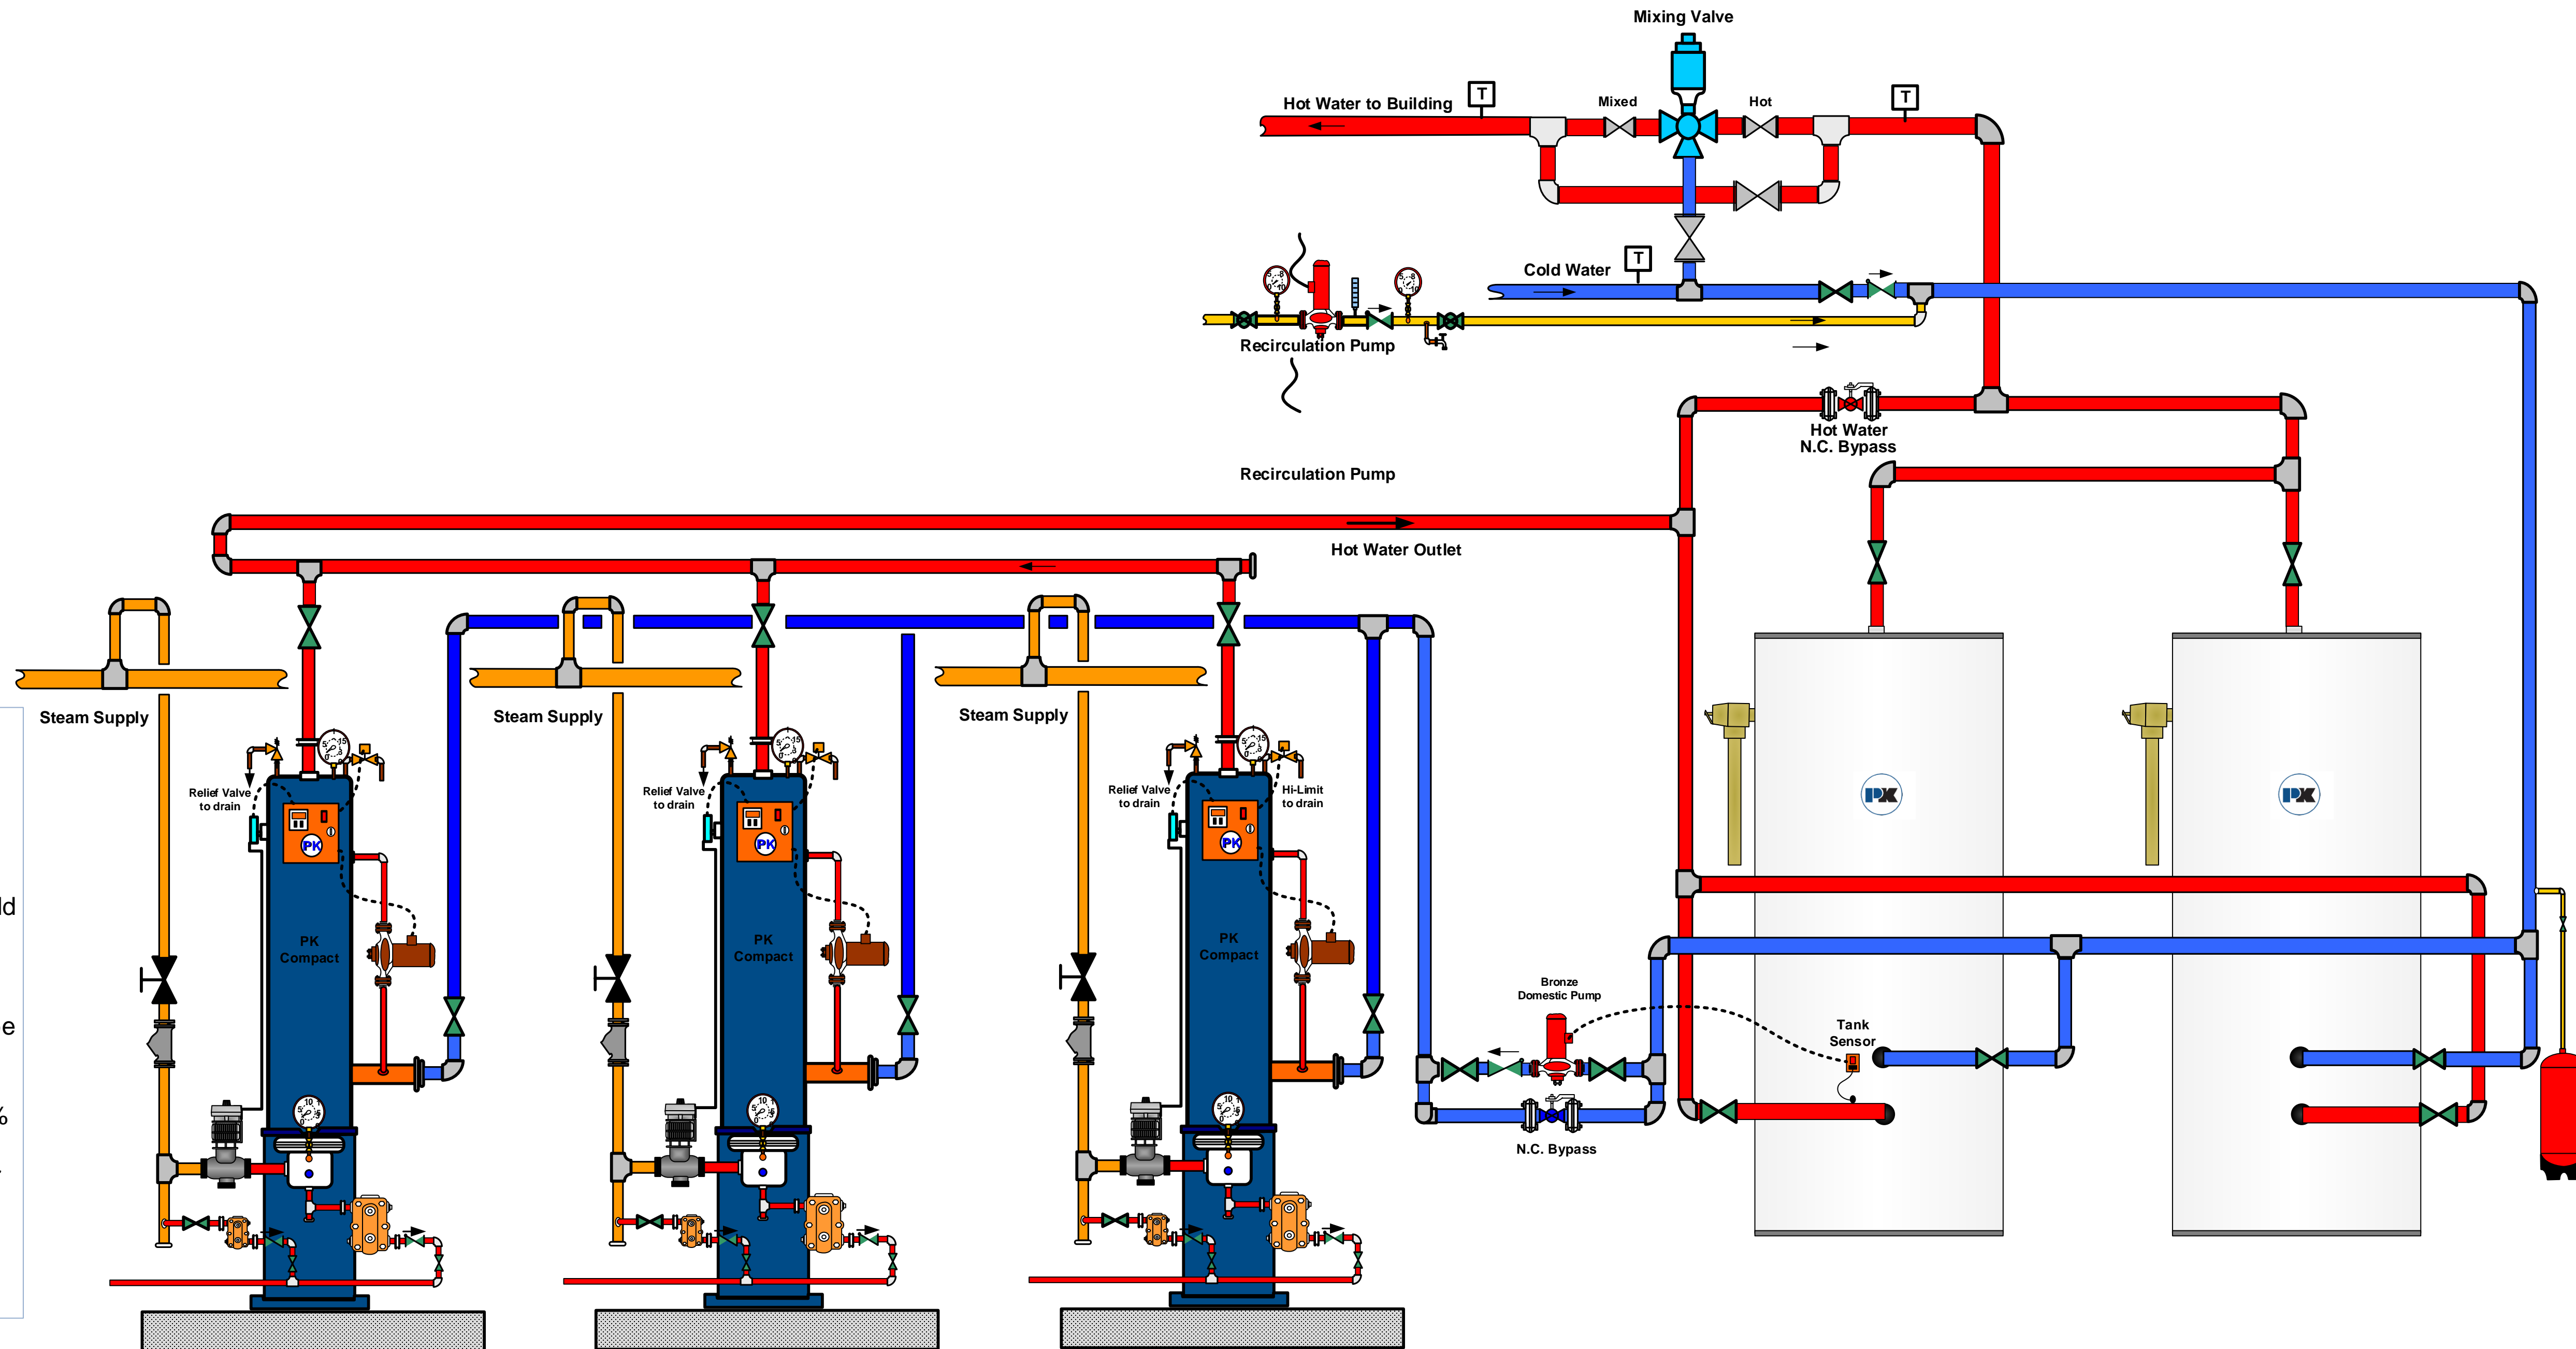 Mixing Valve
Hot Water to Building
T
Mixed
Hot
T
Cold Water
T
Recirculation Pump
Hot Water
N.C. Bypass
Recirculation Pump
Hot Water Outlet
Steam Supply
Steam Supply
Steam Supply
Relief Valve
to drain
Relief Valve
to drain
Relief Valve
to drain
Hi-Limit
to drain
PK
PK
PK
PK
PK
PK
Compact
PK
Compact
PK
Compact
Bronze
Domestic Pump
Tank
Sensor
N.C. Bypass
%